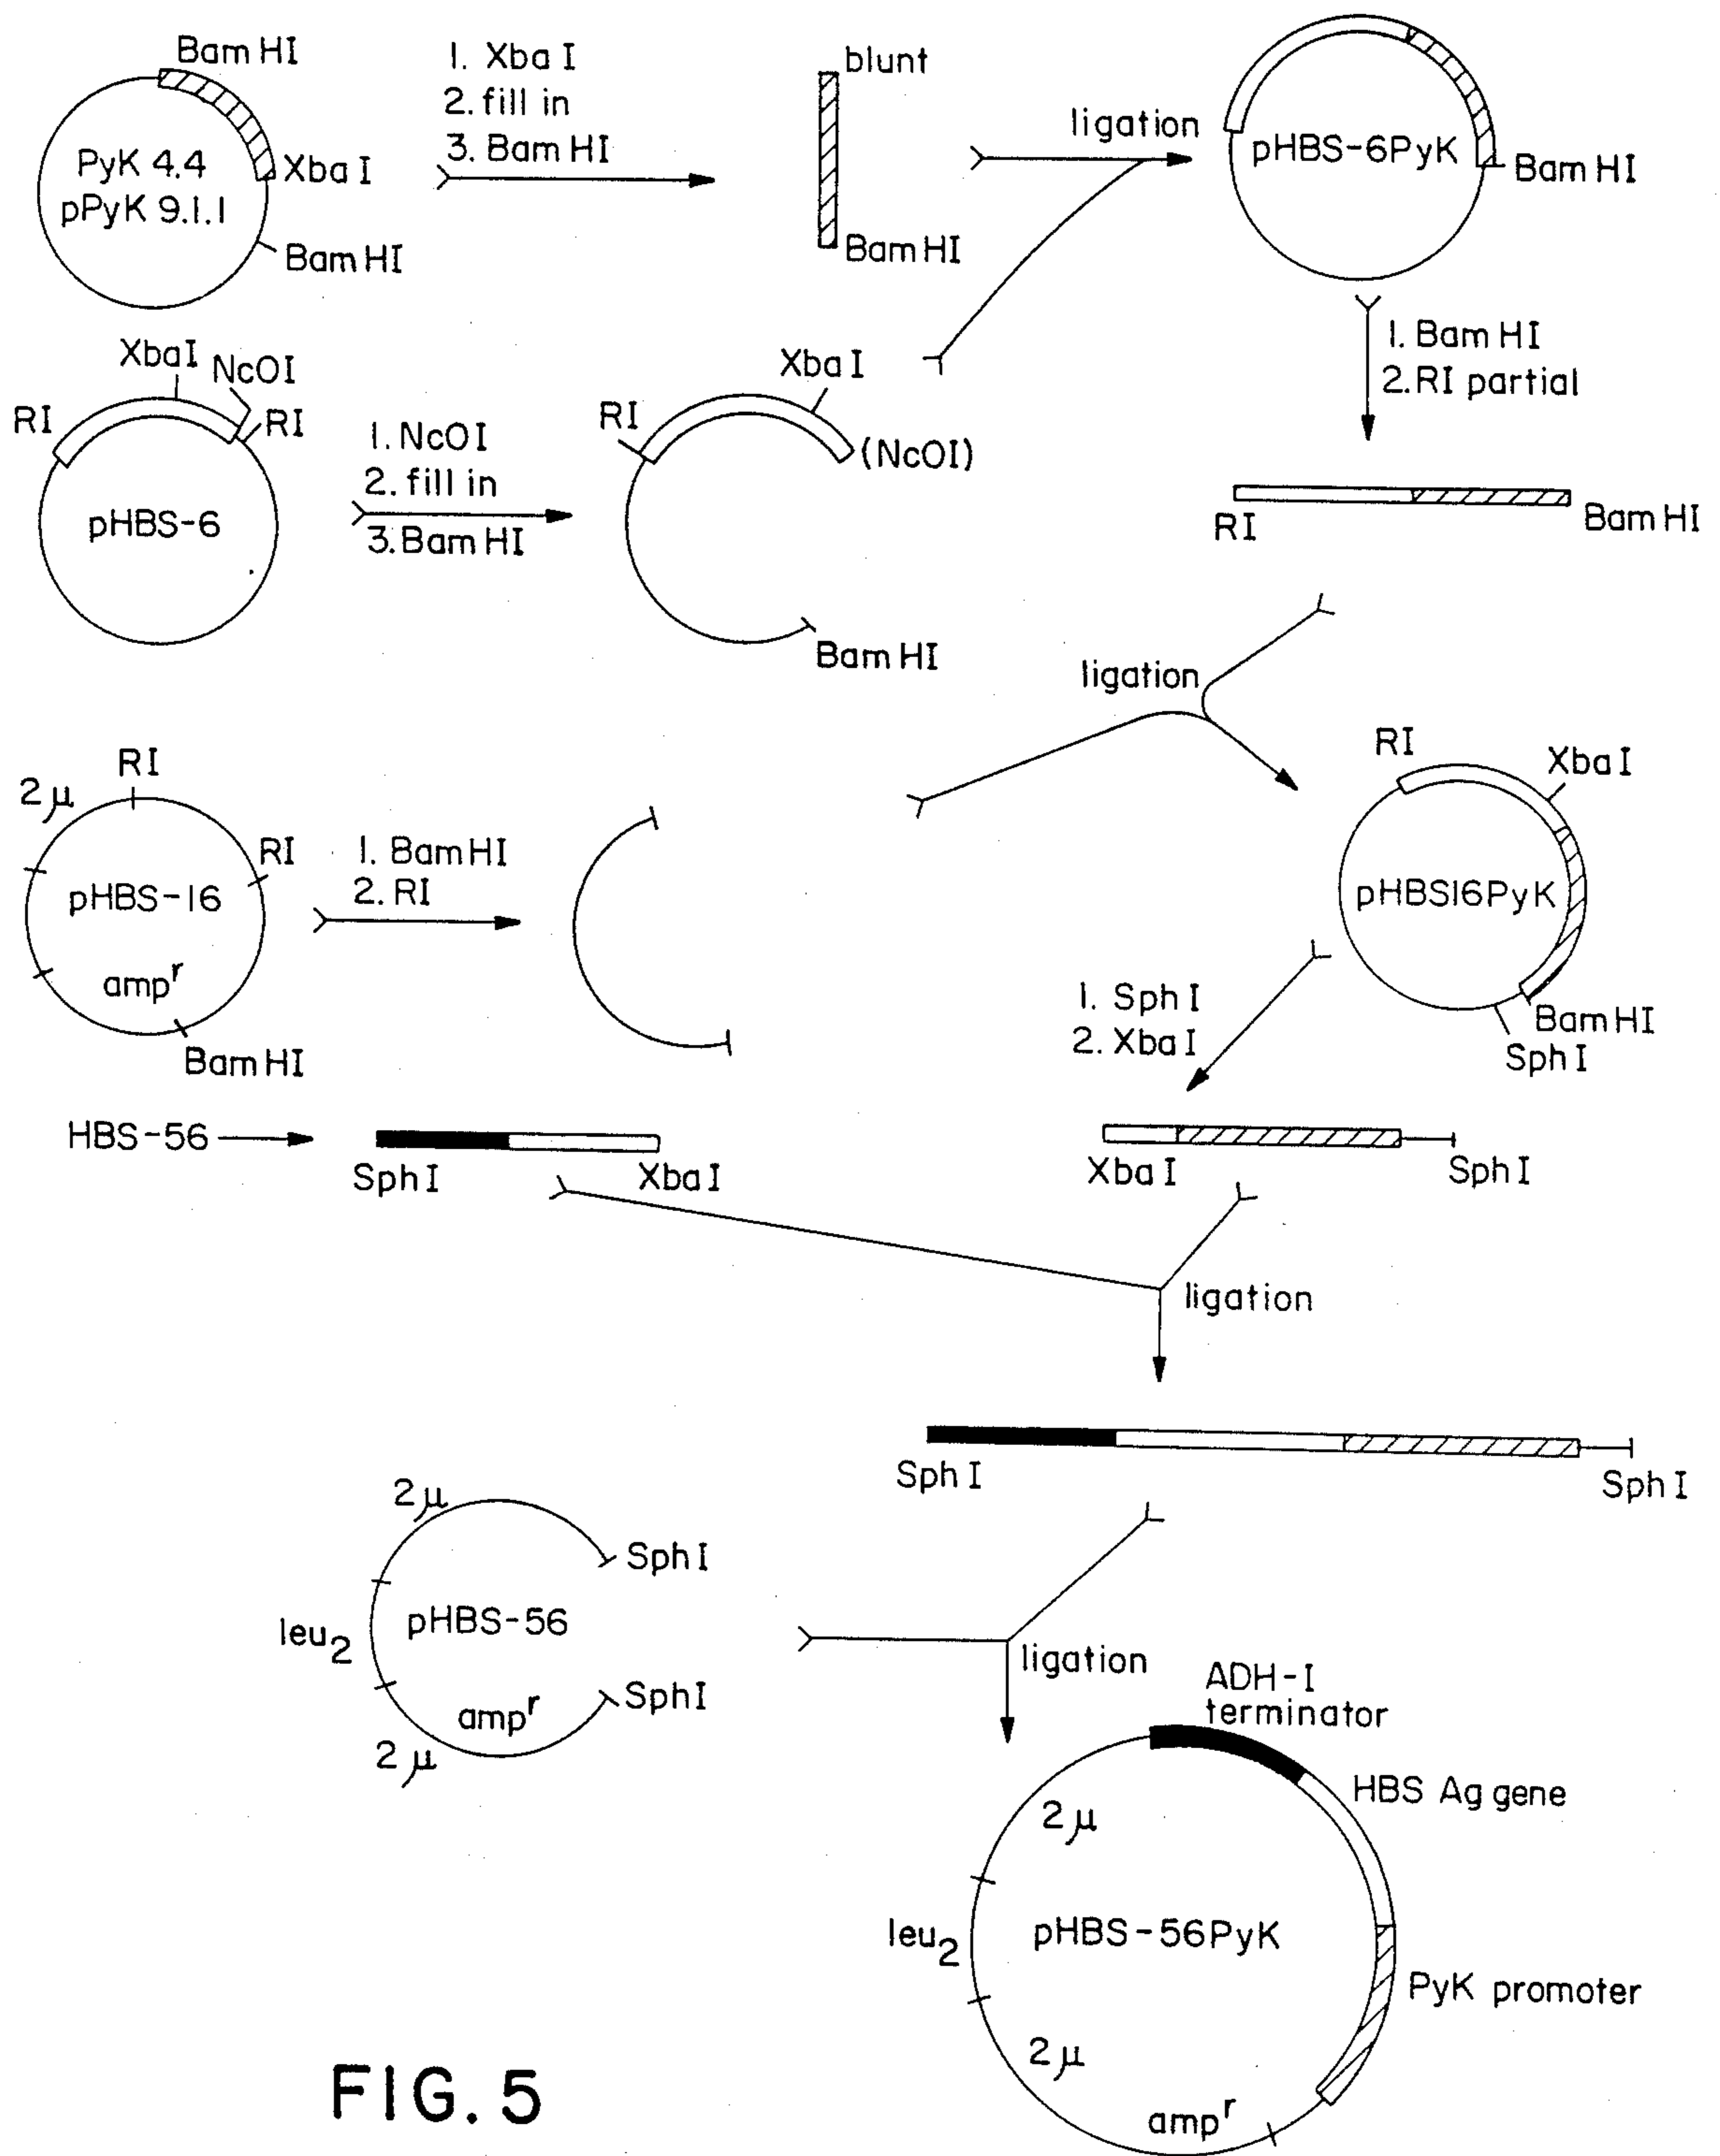 Bam HI
PyK 4.4
pPyK 9.1.1
Xba I
Bam HI
1. Xba I
2. fill in
3. Bam HI
blunt
Bam HI
ligation
pHBS-6PyK
Bam HI
1. Bam HI
2. RI partial
RI
Bam HI
XbaI
NcOI
RI
RI
pHBS-6
1. NcOI
2. fill in
3. Bam HI
Xba I
RI
(NcOI)
Bam HI
ligation
RI
2μ
RI
pHBS-16
amp^r
Bam HI
1. BamHI
2. RI
RI
Xba I
pHBS16PyK
Bam HI
Sph I
1. Sph I
2. Xba I
HBS-56
Sph I
Xba I
Xba I
Sph I
ligation
Sph I
Sph I
2μ
Sph I
pHBS-56
leu2
Sph I
amp^r
2μ
ligation
ADH-I
terminator
HBS Ag gene
2μ
leu2
pHBS-56PyK
PyK promoter
2μ
amp^r
FIG. 5